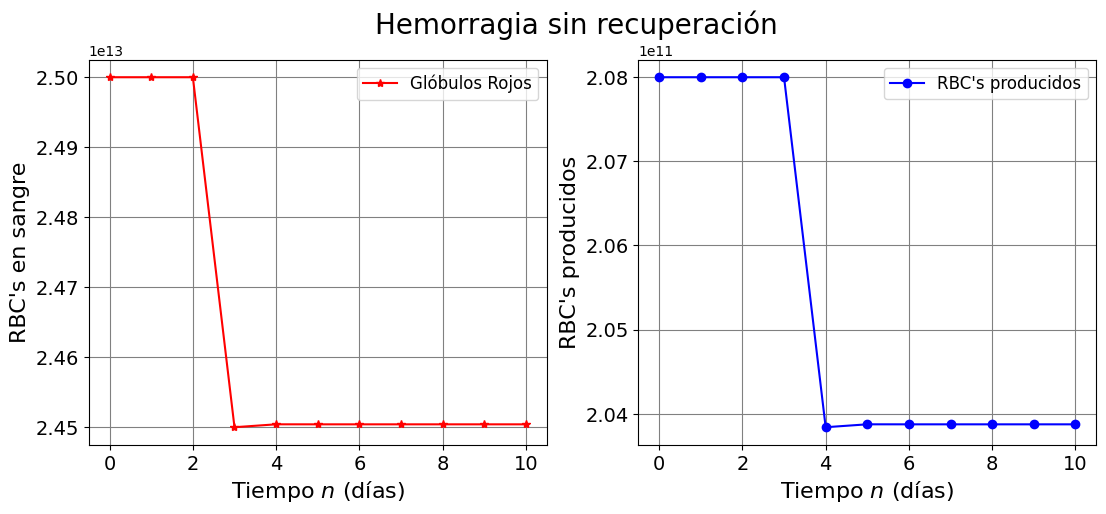 Hemorragia sin recuperación
1e13
2.50
2.49
2.48
2.47
2.46
2.45
RBC's en sangre
Glóbulos Rojos
0 2 4 6 8 10
Tiempo n (días)
1e11
2.08
2.07
2.06
2.05
2.04
RBC's producidos
RBC's producidos
0 2 4 6 8 10
Tiempo n (días)